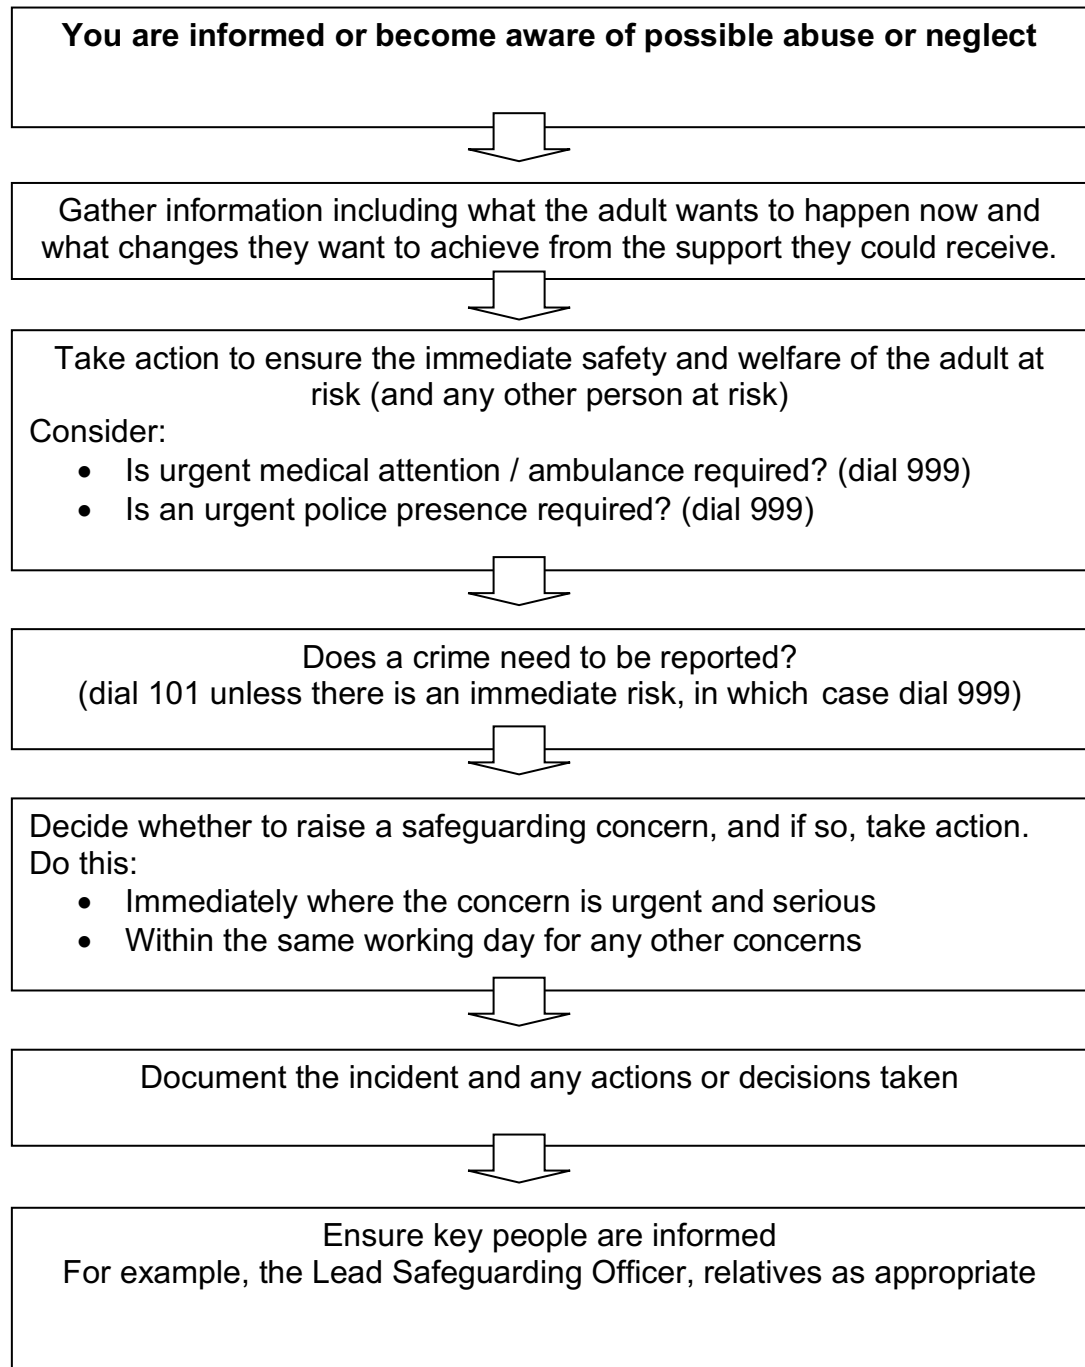 You are informed or become aware of possible abuse or neglect
Gather information including what the adult wants to happen now and
what changes they want to achieve from the support they could receive.
Take action to ensure the immediate safety and welfare of the adult at
risk (and any other person at risk)
Consider:
• Is urgent medical attention / ambulance required? (dial 999)
• Is an urgent police presence required? (dial 999)
Does a crime need to be reported?
(dial 101 unless there is an immediate risk, in which case dial 999)
Decide whether to raise a safeguarding concern, and if so, take action.
Do this:
• Immediately where the concern is urgent and serious
• Within the same working day for any other concerns
Document the incident and any actions or decisions taken
Ensure key people are informed
For example, the Lead Safeguarding Officer, relatives as appropriate